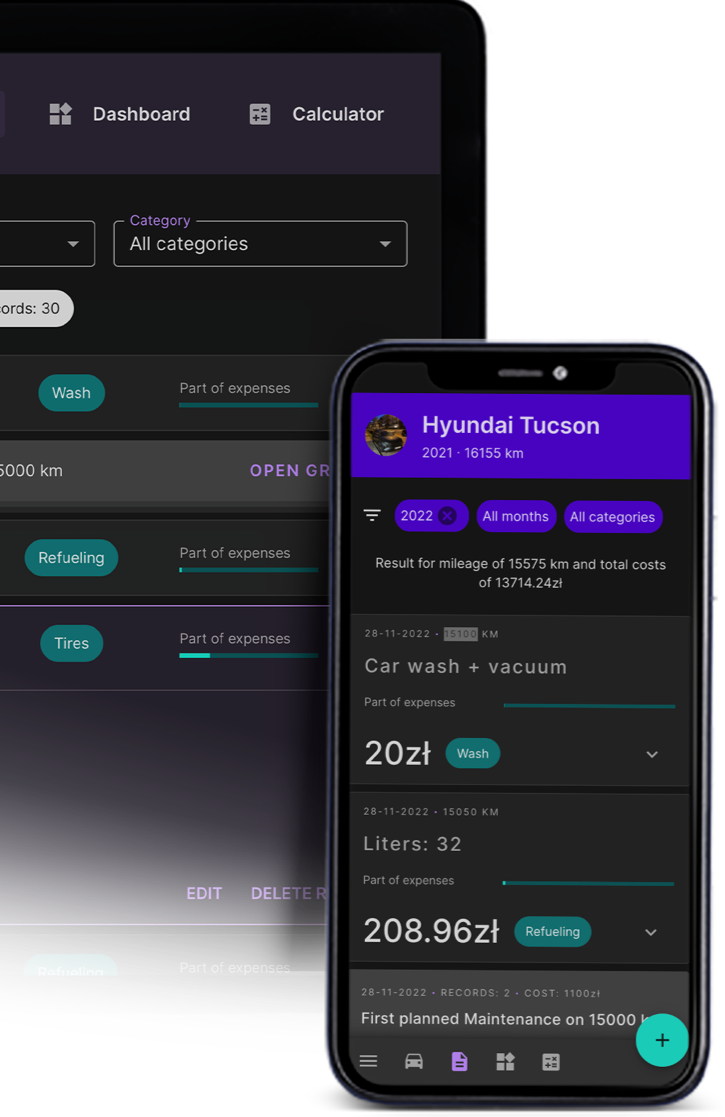 Dashboard
Calculator
Category
All categories
ords: 30
Wash
Part of expenses
5000 km
OPEN GR
Refueling
Part of expenses
Tires
Part of expenses
EDIT
DELETE R
Refueling
Part of expenses
Hyundai Tucson
2021 · 16155 km
2022
All months
All categories
Result for mileage of 15575 km and total costs
of 13714.24zł
28-11-2022 • 15100 KM
Car wash + vacuum
Part of expenses
20zł
Wash
28-11-2022 • 15050 KM
Liters: 32
Part of expenses
208.96zł
Refueling
28-11-2022 • RECORDS: 2 • COST: 1100zł
First planned Maintenance on 15000